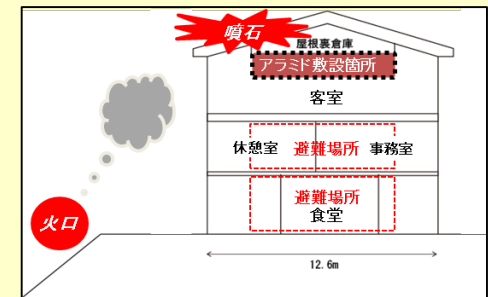 噴石
屋根裏倉庫
アラミド敷設箇所
客室
休憩室 避難場所 事務室
避難場所
食堂
火口
12.6m